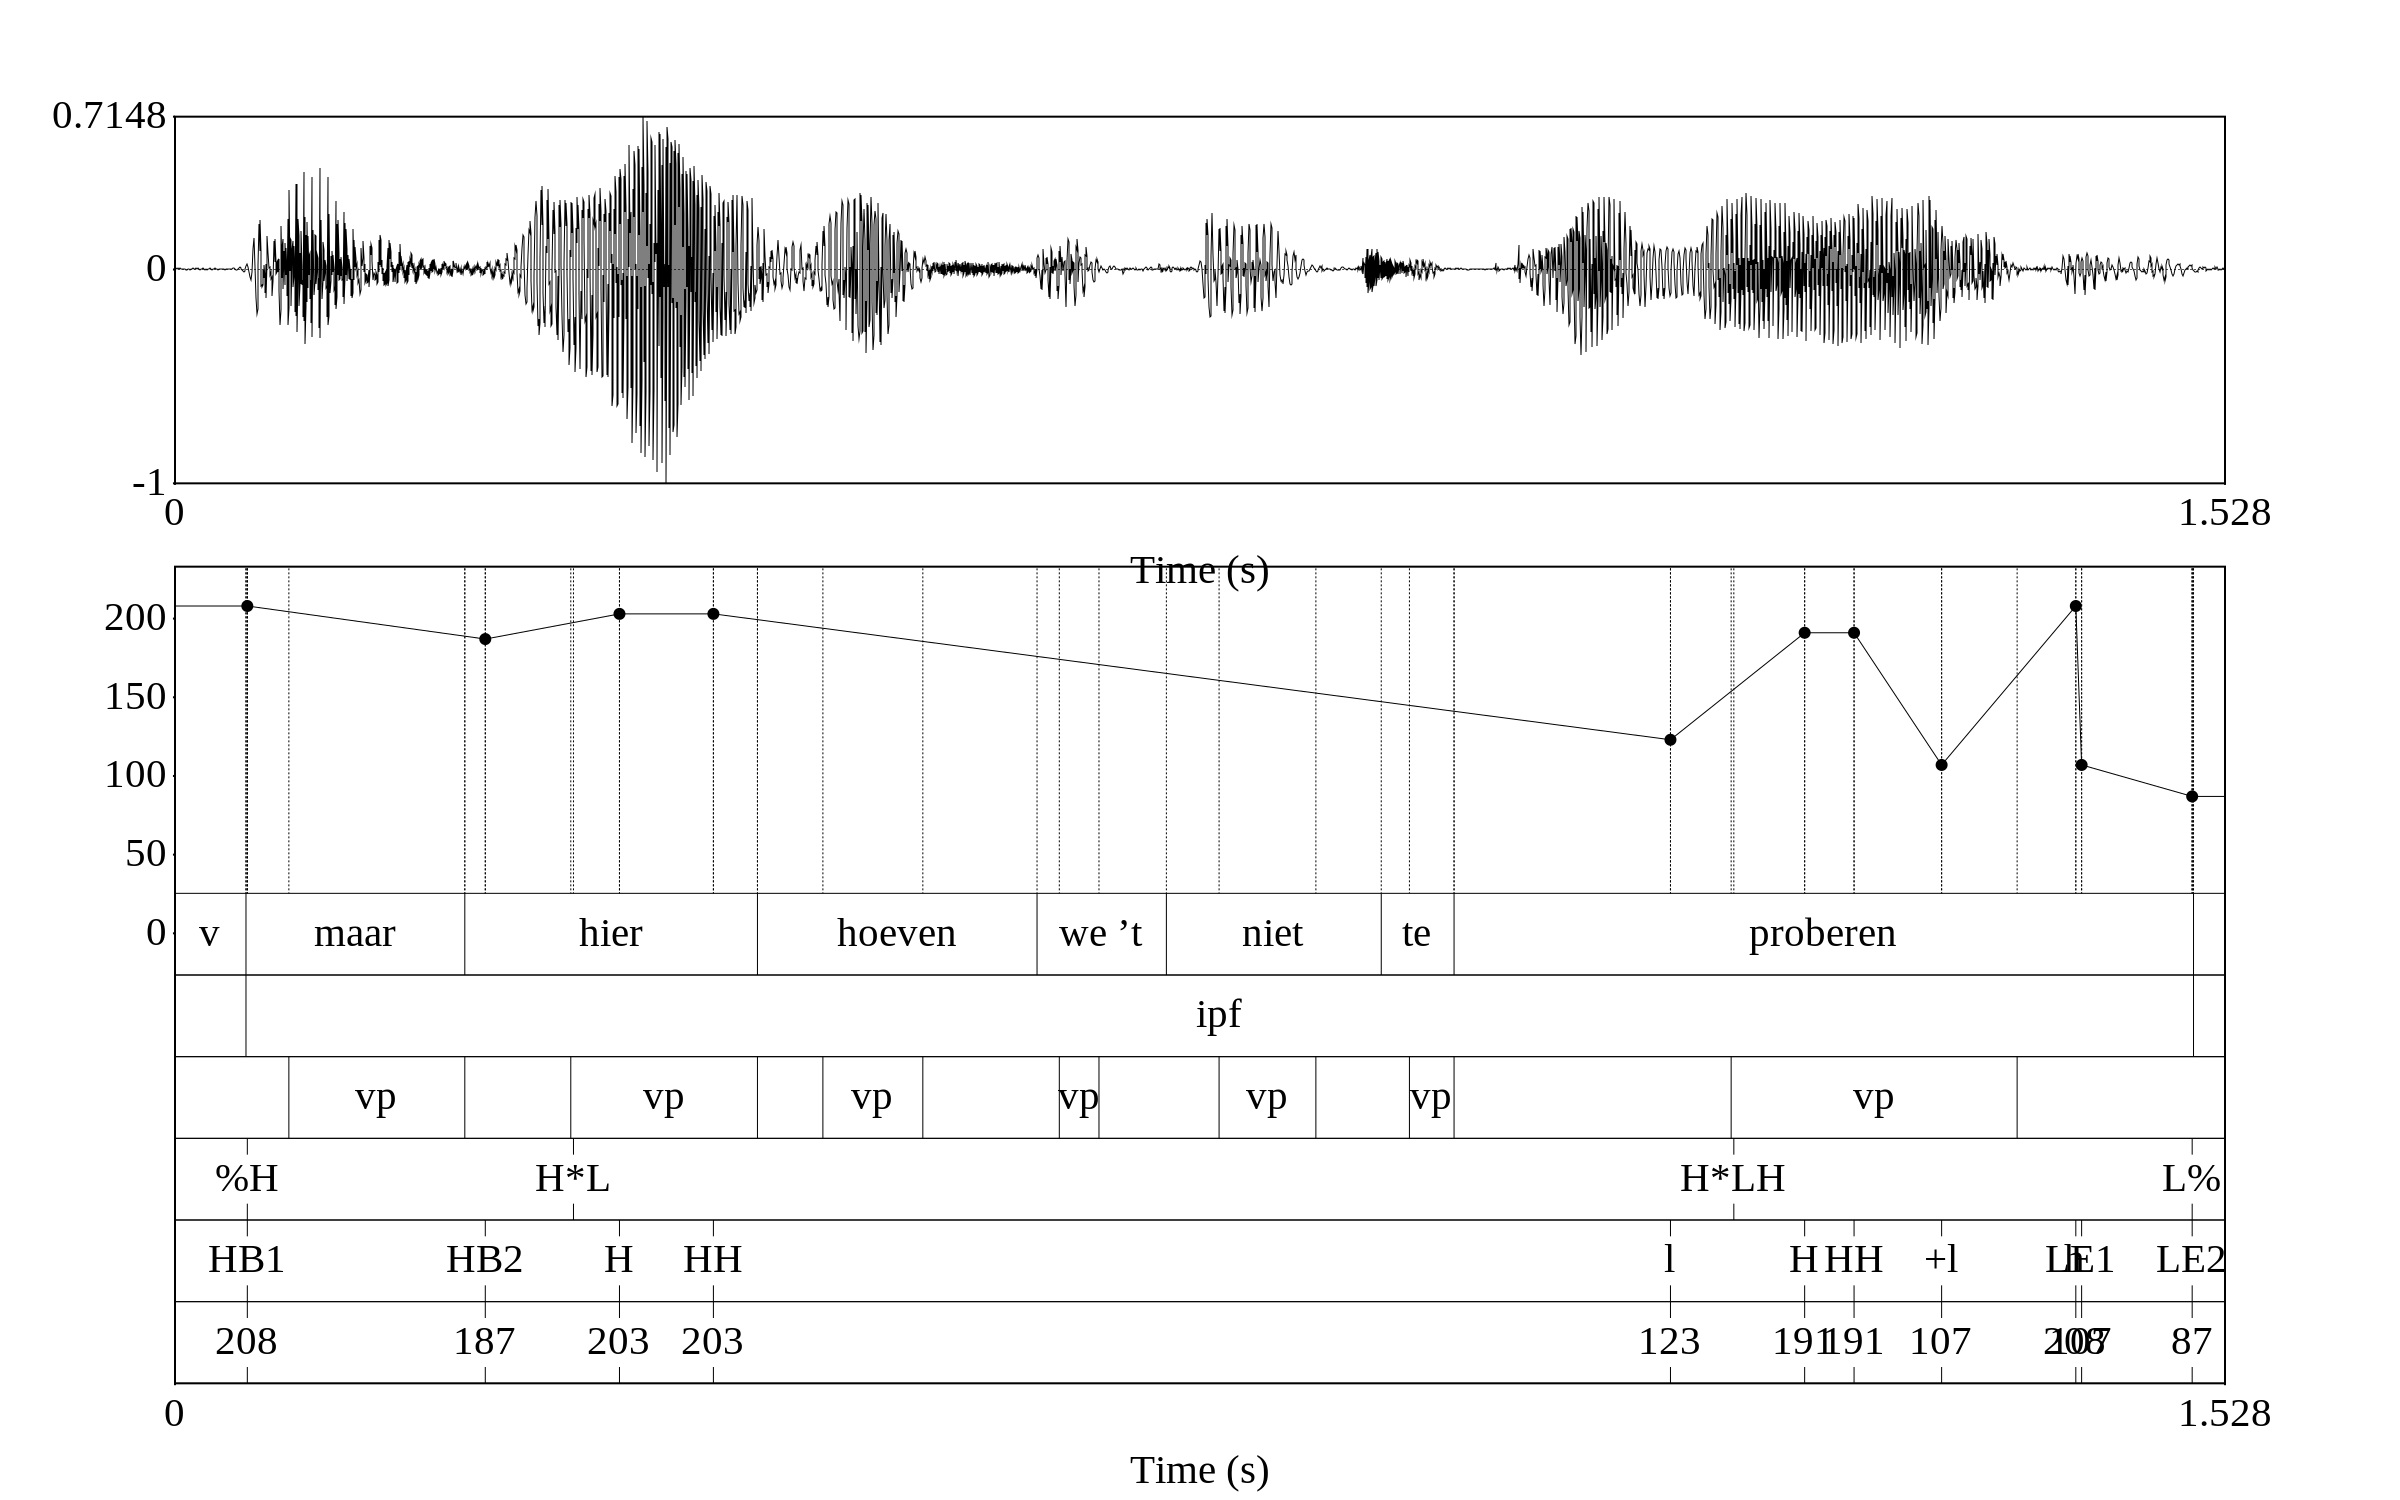 0.7148
0
-1
0 1.528
Time (s)
200
150
100
50
0
v maar hier hoeven we ’t niet te proberen
ipf
vp vp vp vp vp vp vp
%H H*L H*LH L%
HB1 HB2 H HH l H HH +l h LE1 LE2
208 187 203 203 123 191 191 107 208 107 87
0 1.528
Time (s)